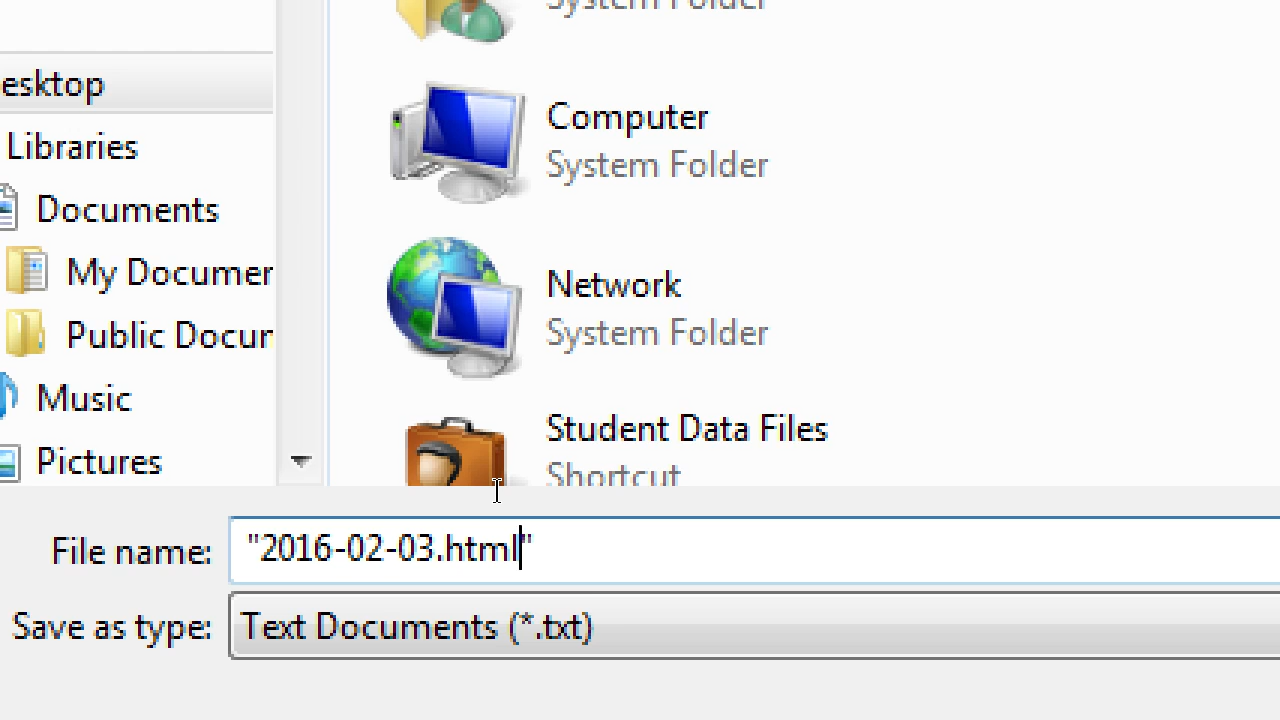 System Folder
esktop
Computer
System Folder
Libraries
Documents
My Documen
Network
System Folder
Public Docur
Music
Student Data Files
Shortcut
Pictures
File name: "2016-02-03.html"
Save as type: Text Documents (*.txt)